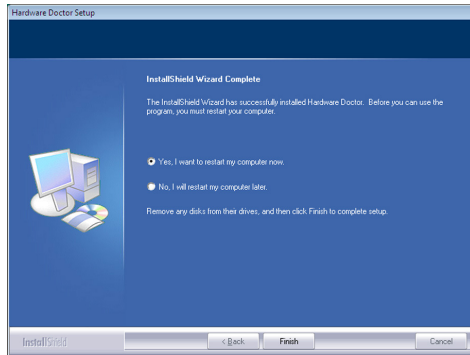 Hardware Doctor Setup
InstallShield Wizard Complete
The InstallShield Wizard has successfully installed Hardware Doctor. Before you can use the
program, you must restart your computer.
Yes, I want to restart my computer now.
No, I will restart my computer later.
Remove any disks from their drives, and then click Finish to complete setup.
InstallShield
< Back
Finish
Cancel